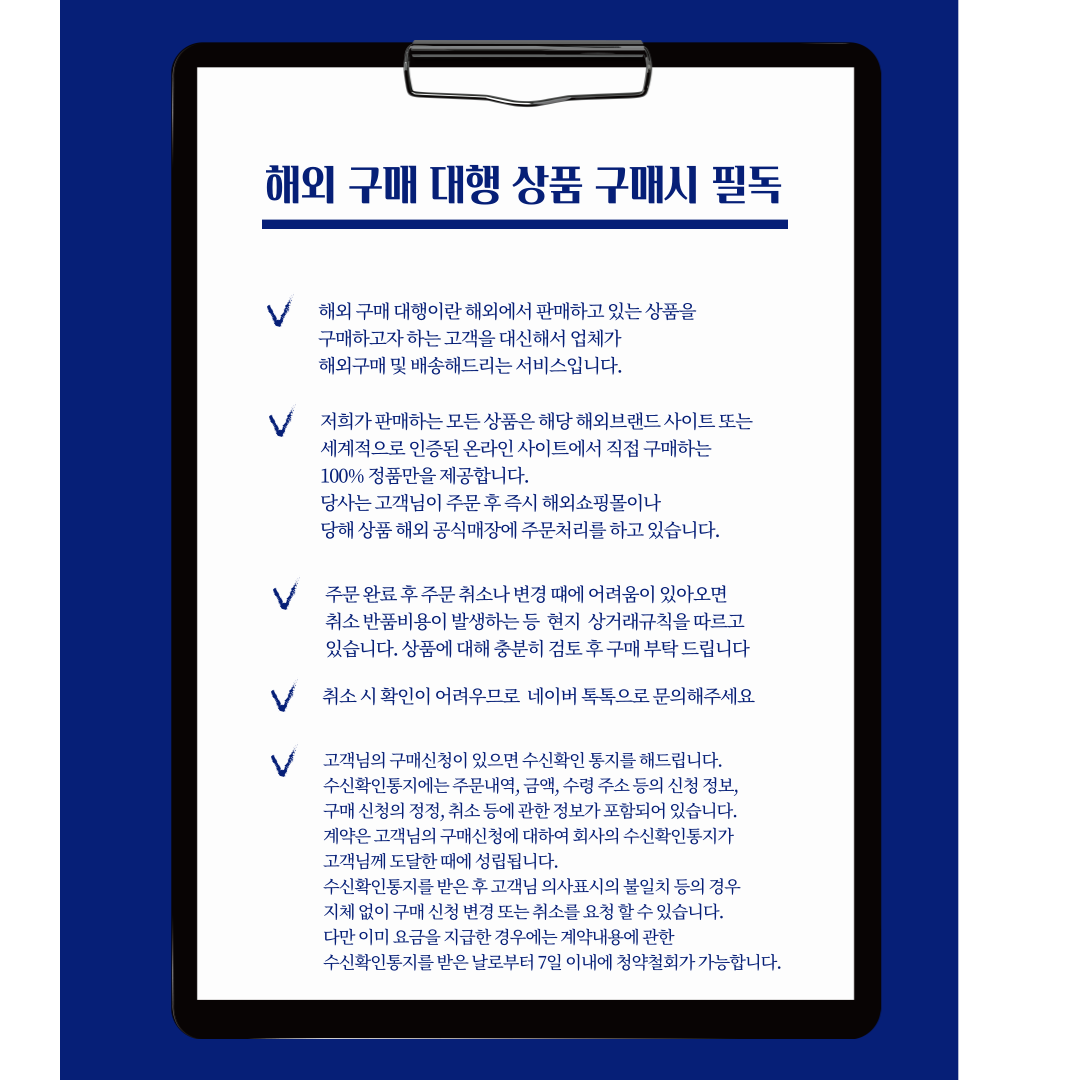 해외 구매 대행 상품 구매시 필독
해외 구매 대행이란 해외에서 판매하고 있는 상품을
구매하고자 하는 고객을 대신해서 업체가
해외구매 및 배송해드리는 서비스입니다.
저희가 판매하는 모든 상품은 해당 해외브랜드 사이트 또는
세계적으로 인증된 온라인 사이트에서 직접 구매하는
100% 정품만을 제공합니다.
당사는 고객님이 주문 후 즉시 해외쇼핑몰이나
당해 상품 해외 공식매장에 주문처리를 하고 있습니다.
주문 완료 후 주문 취소나 변경 떄에 어려움이 있아오면
취소 반품비용이 발생하는 등 현지 상거래규칙을 따르고
있습니다. 상품에 대해 충분히 검토 후 구매 부탁 드립니다
취소 시 확인이 어려우므로 네이버 톡톡으로 문의해주세요
고객님의 구매신청이 있으면 수신확인 통지를 해드립니다.
수신확인통지에는 주문내역, 금액, 수령 주소 등의 신청 정보,
구매 신청의 정정, 취소 등에 관한 정보가 포함되어 있습니다.
계약은 고객님의 구매신청에 대하여 회사의 수신확인통지가
고객님께 도달한 때에 성립됩니다.
수신확인통지를 받은 후 고객님 의사표시의 불일치 등의 경우
지체 없이 구매 신청 변경 또는 취소를 요청 할 수 있습니다.
다만 이미 요금을 지급한 경우에는 계약내용에 관한
수신확인통지를 받은 날로부터 7일 이내에 청약철회가 가능합니다.